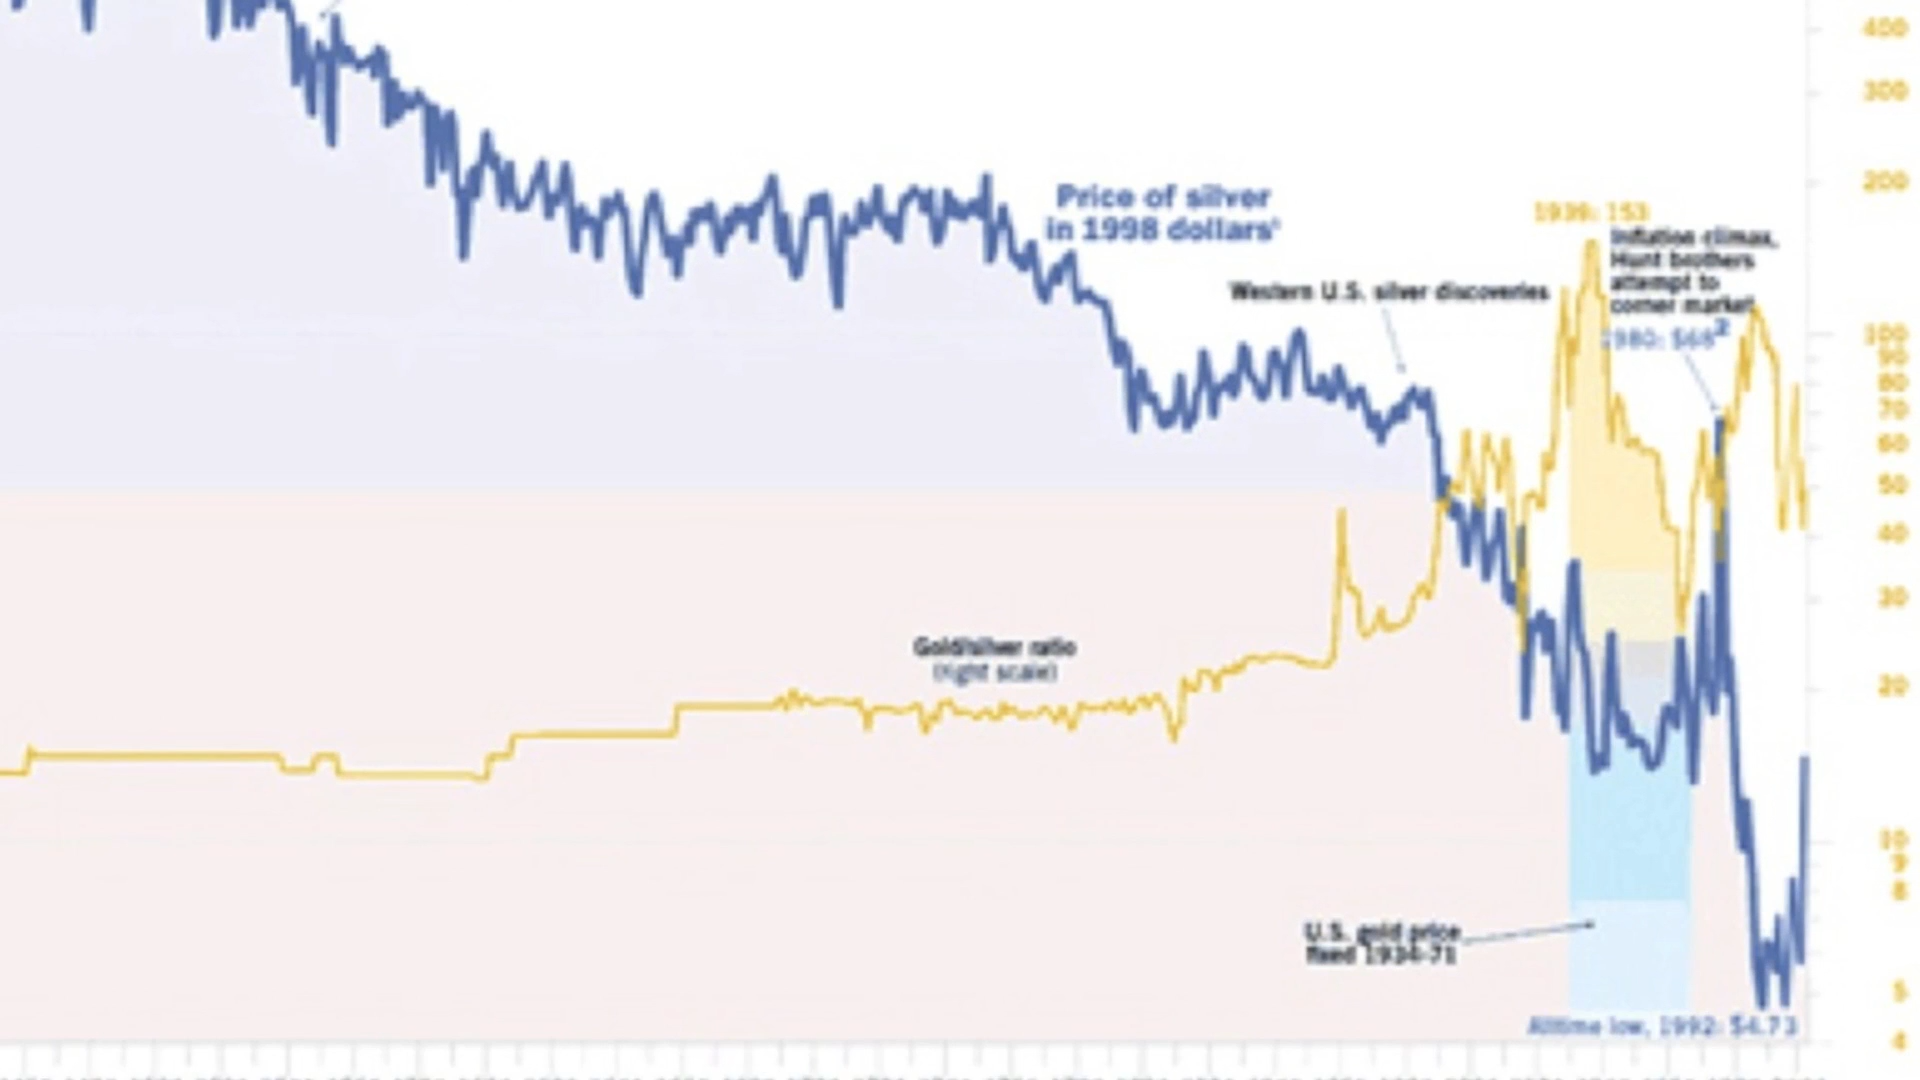 400
300
200
Price of silver
in 1998 dollars¹
1939: 153
Inflation climax,
Hunt brothers
attempt to
corner market
1980: $68²
Western U.S. silver discoveries
100
90
80
70
60
50
40
30
Gold/silver ratio
(right scale)
20
10
9
8
U.S. gold price
fixed 1934-71
5
Alltime low, 1992: $4.73
4